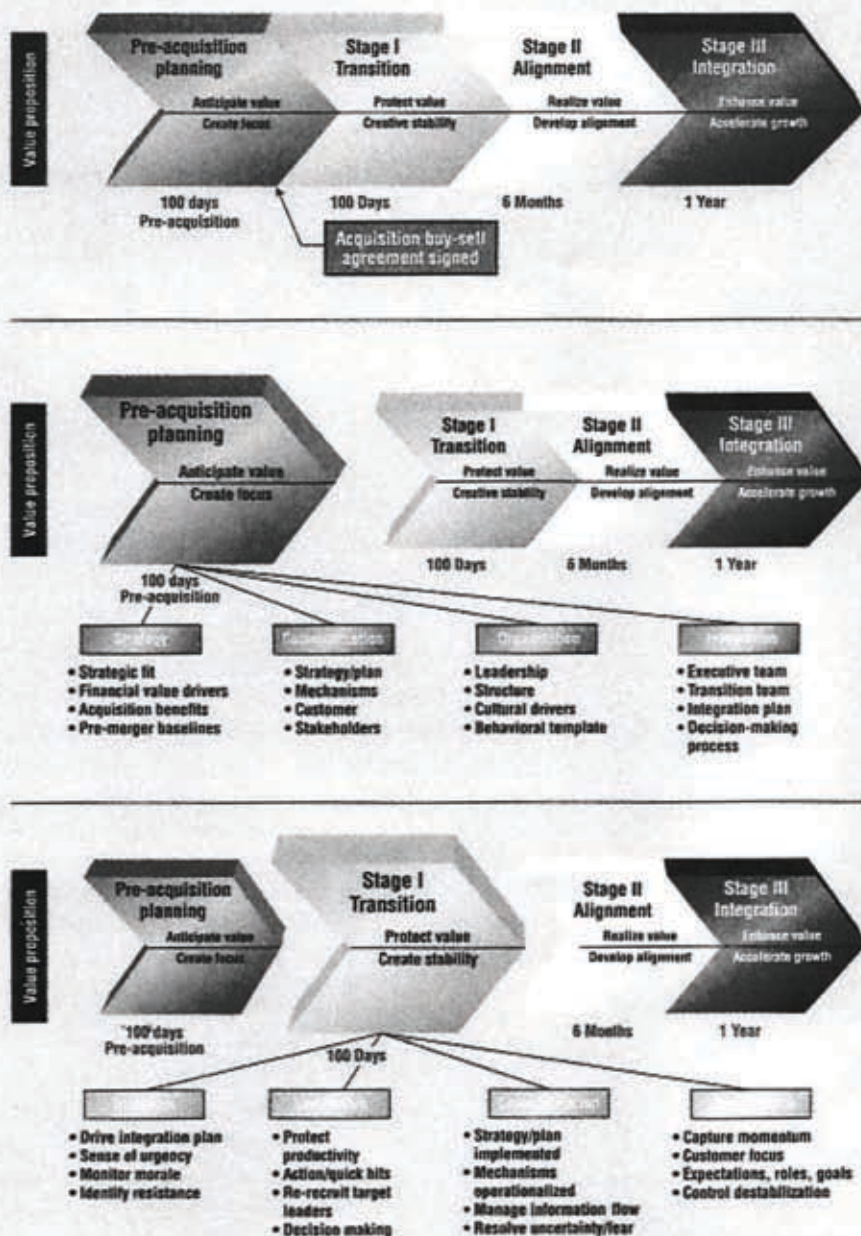 Value proposition
Pre-acquisition
planning
Anticipate value
Create focus
Stage I
Transition
Protect value
Creative stability
Stage II
Alignment
Realize value
Develop alignment
Stage III
Integration
Enhance value
Accelerate growth
100 days
Pre-acquisition
100 Days
6 Months
1 Year
Acquisition buy-sell
agreement signed
Value proposition
Pre-acquisition
planning
Anticipate value
Create focus
Stage I
Transition
Protect value
Creative stability
Stage II
Alignment
Realize value
Develop alignment
Stage III
Integration
Enhance value
Accelerate growth
100 days
Pre-acquisition
100 Days
6 Months
1 Year
Strategy
• Strategic fit
• Financial value drivers
• Acquisition benefits
• Pre-merger baselines
• Strategy/plan
• Mechanisms
• Customer
• Stakeholders
Organization
• Leadership
• Structure
• Cultural drivers
• Behavioral template
• Executive team
• Transition team
• Integration plan
• Decision-making
process
Value proposition
Pre-acquisition
planning
Anticipate value
Create focus
Stage I
Transition
Protect value
Create stability
Stage II
Alignment
Realize value
Develop alignment
Stage III
Integration
Enhance value
Accelerate growth
100 days
Pre-acquisition
100 Days
6 Months
1 Year
• Drive integration plan
• Sense of urgency
• Monitor morale
• Identify resistance
• Protect
productivity
• Action/quick hits
• Re-recruit target
leaders
• Decision making
• Strategy/plan
implemented
• Mechanisms
operationalized
• Manage information flow
• Resolve uncertainty/fear
• Capture momentum
• Customer focus
• Expectations, roles, goals
• Control destabilization